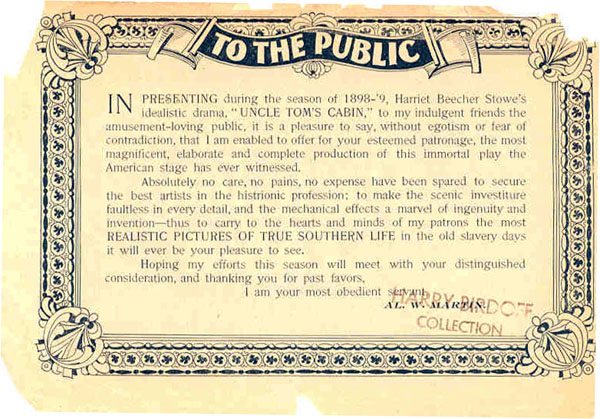 TO THE PUBLIC
IN PRESENTING during the season of 1898-'9, Harriet Beecher Stowe's
idealistic drama, "UNCLE TOM'S CABIN," to my indulgent friends the
amusement-loving public, it is a pleasure to say, without egotism or fear of
contradiction, that I am enabled to offer for your esteemed patronage, the most
magnificent, elaborate and complete production of this immortal play the
American stage has ever witnessed.
Absolutely no care, no pains, no expense have been spared to secure
the best artists in the histrionic profession; to make the scenic investiture
faultless in every detail, and the mechanical effects a marvel of ingenuity and
invention—thus to carry to the hearts and minds of my patrons the most
REALISTIC PICTURES OF TRUE SOUTHERN LIFE in the old slavery days
it will ever be your pleasure to see.
Hoping my efforts this season will meet with your distinguished
consideration, and thanking you for past favors,
I am your most obedient servant,
AL. W. MARTIN.
HARRY BIRDOFF
COLLECTION